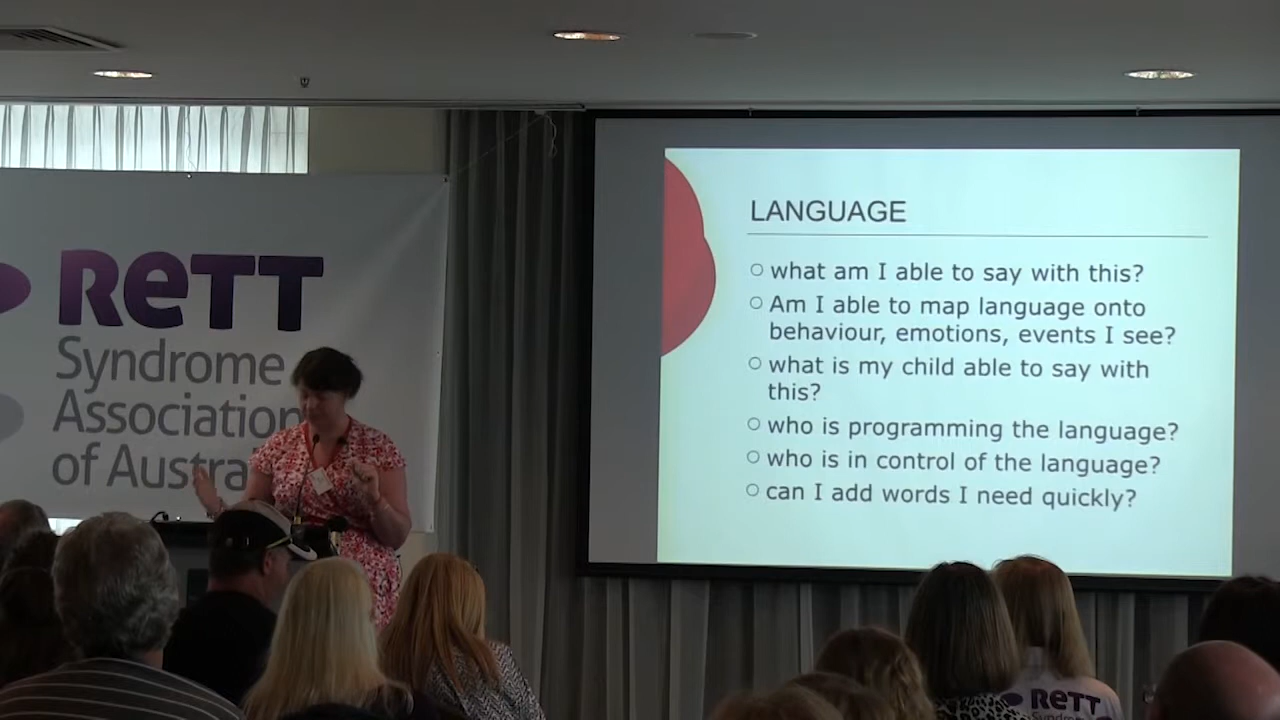 ReTT
Syndrome
Association
of Austra
LANGUAGE
what am I able to say with this?
Am I able to map language onto
behaviour, emotions, events I see?
what is my child able to say with
this?
who is programming the language?
who is in control of the language?
can I add words I need quickly?
ReTT